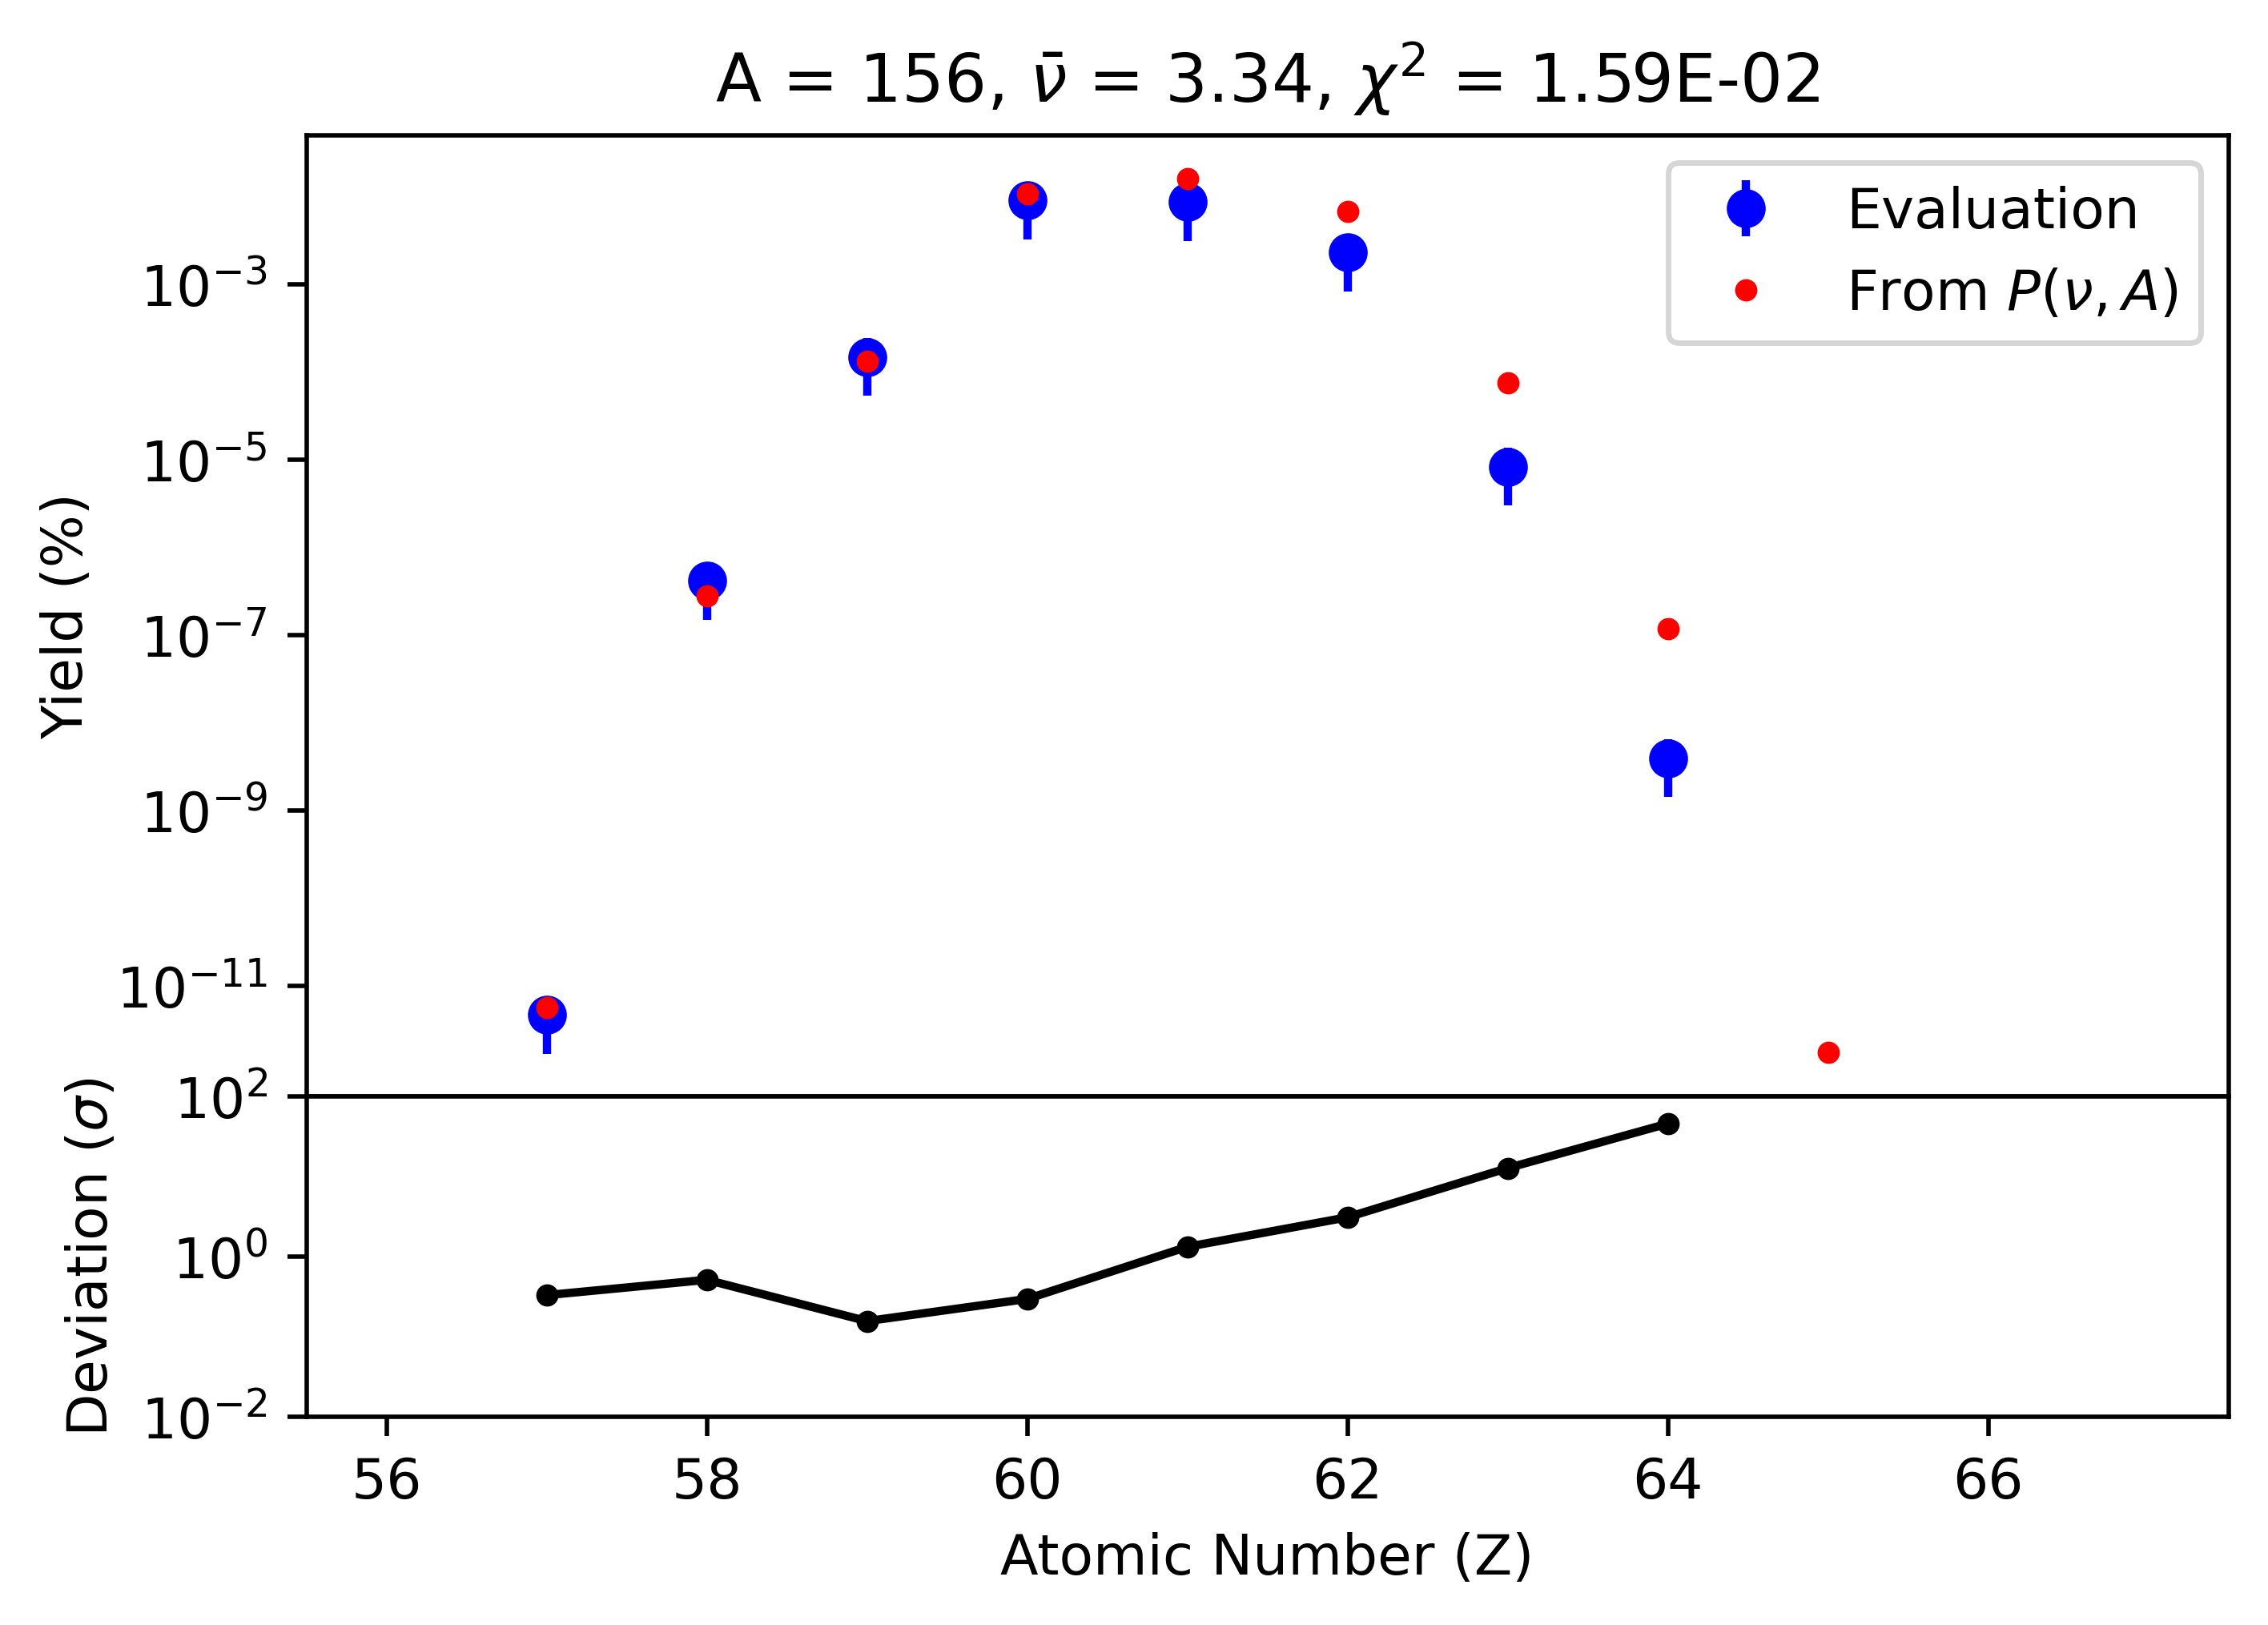 A = 156, ν̄ = 3.34, χ² = 1.59E-02
Evaluation
From P(ν, A)
Yield (%)
10⁻³
10⁻⁵
10⁻⁷
10⁻⁹
10⁻¹¹
Deviation (σ)
10²
10⁰
10⁻²
56 58 60 62 64 66
Atomic Number (Z)